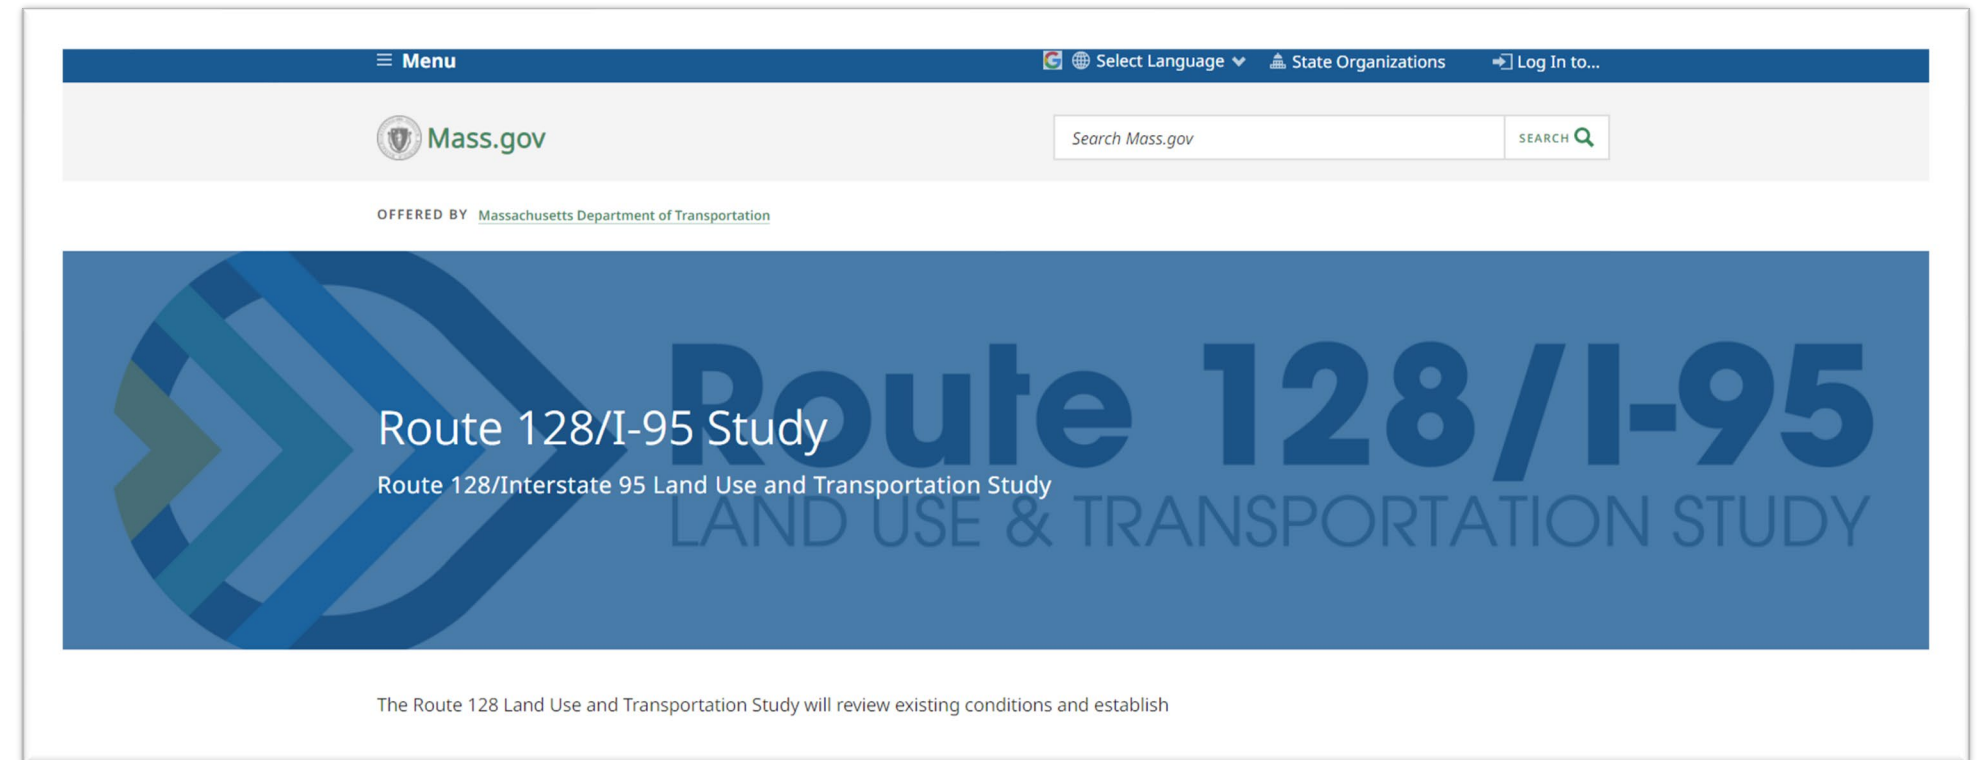 Menu
Select Language
State Organizations
Log In to...
Mass.gov
Search Mass.gov
SEARCH
OFFERED BY Massachusetts Department of Transportation
Route 128/I-95
LAND USE & TRANSPORTATION STUDY
Route 128/I-95 Study
Route 128/Interstate 95 Land Use and Transportation Study
The Route 128 Land Use and Transportation Study will review existing conditions and establish